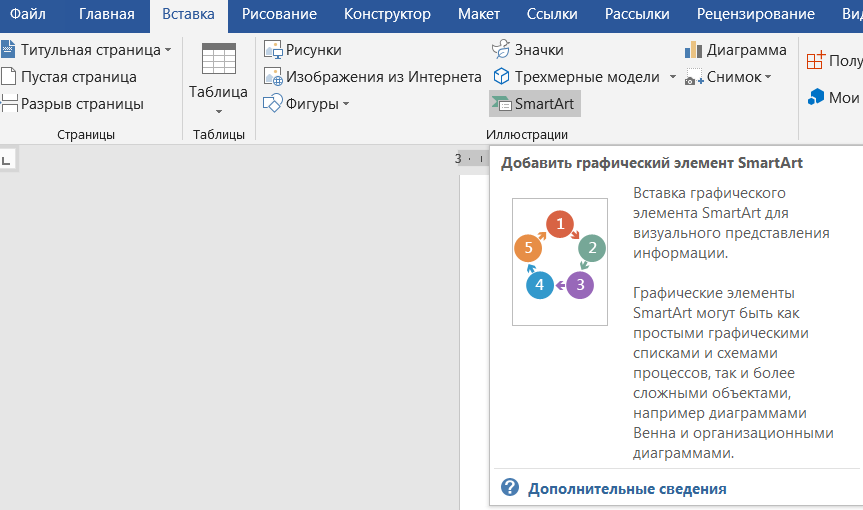 Файл Главная Вставка Рисование Конструктор Макет Ссылки Рассылки Рецензирование
Титульная страница
Пустая страница
Разрыв страницы
Страницы
Таблица
Таблицы
Рисунки
Изображения из Интернета
Фигуры
Значки
Трехмерные модели
SmartArt
Диаграмма
Снимок
Иллюстрации
Мои
3
Добавить графический элемент SmartArt
1
2
3
4
5
Вставка графического
элемента SmartArt для
визуального представления
информации.
Графические элементы
SmartArt могут быть как
простыми графическими
списками и схемами
процессов, так и более
сложными объектами,
например диаграммами
Венна и организационными
диаграммами.
? Дополнительные сведения